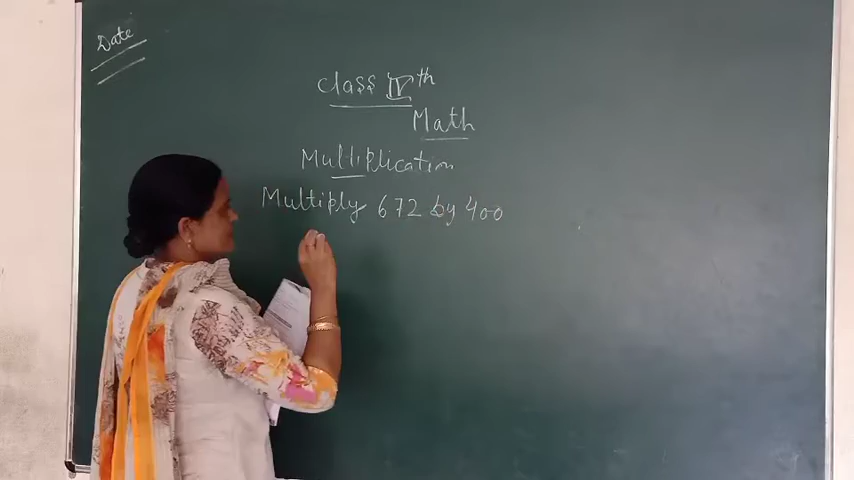 Date
Class IVth
Math
Multiplication
Multiply 672 by 400